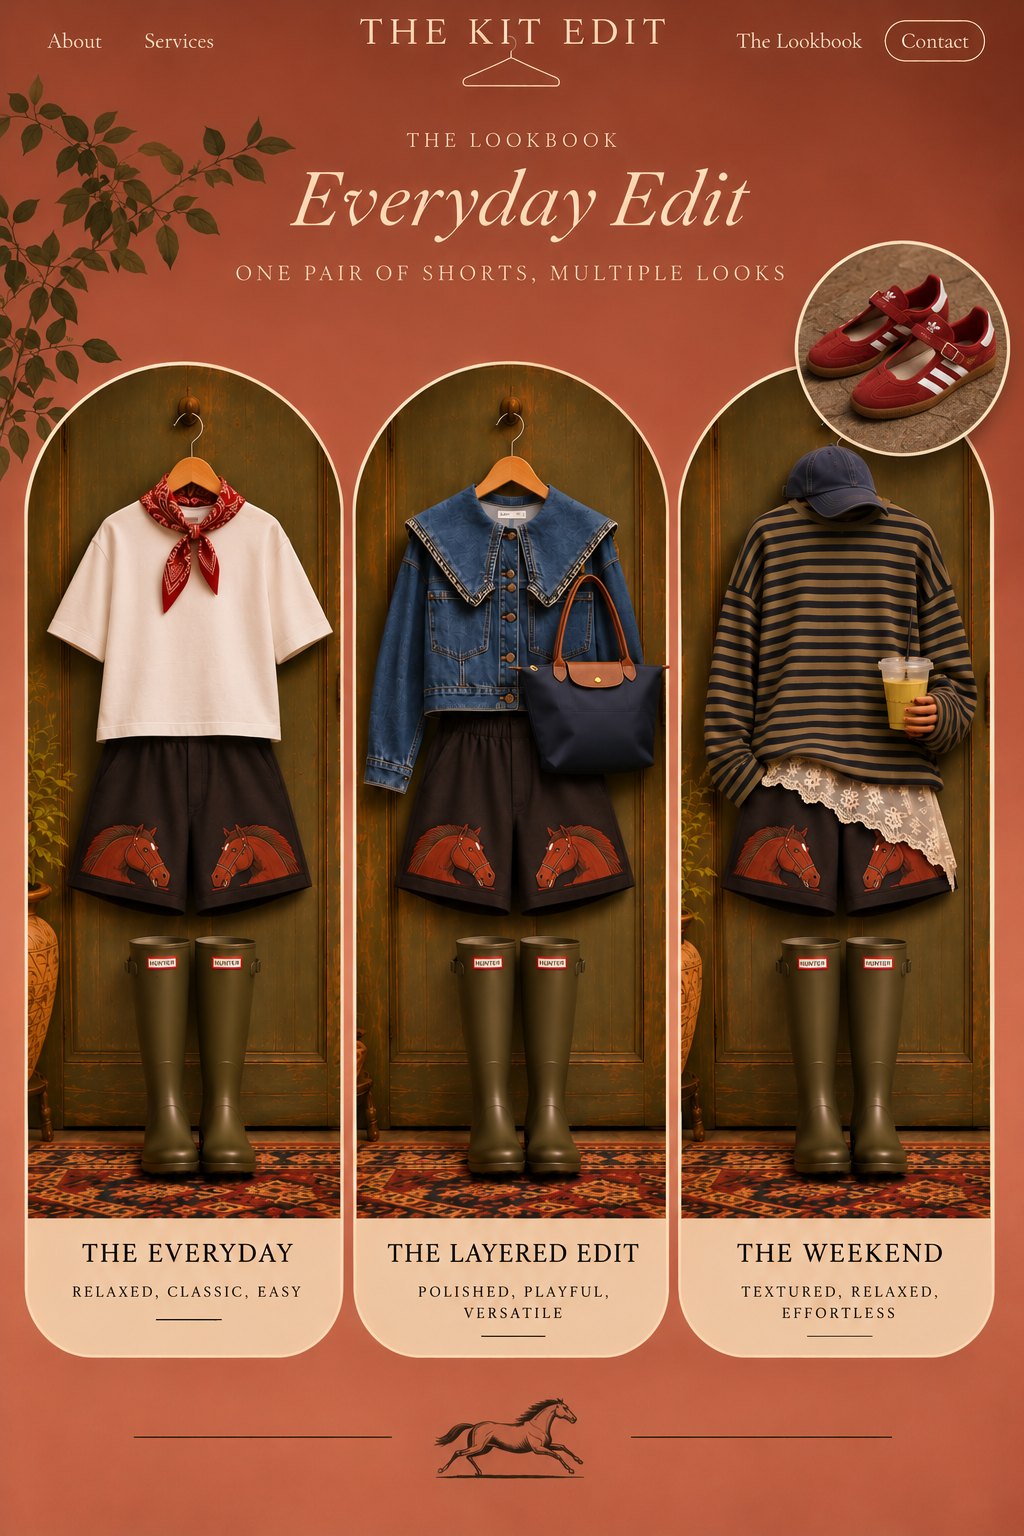 About
Services
THE KIT EDIT
The Lookbook
Contact
THE LOOKBOOK
Everyday Edit
ONE PAIR OF SHORTS, MULTIPLE LOOKS
HUNTER
HUNTER
HUNTER
HUNTER
HUNTER
HUNTER
THE EVERYDAY
RELAXED, CLASSIC, EASY
THE LAYERED EDIT
POLISHED, PLAYFUL,
VERSATILE
THE WEEKEND
TEXTURED, RELAXED,
EFFORTLESS